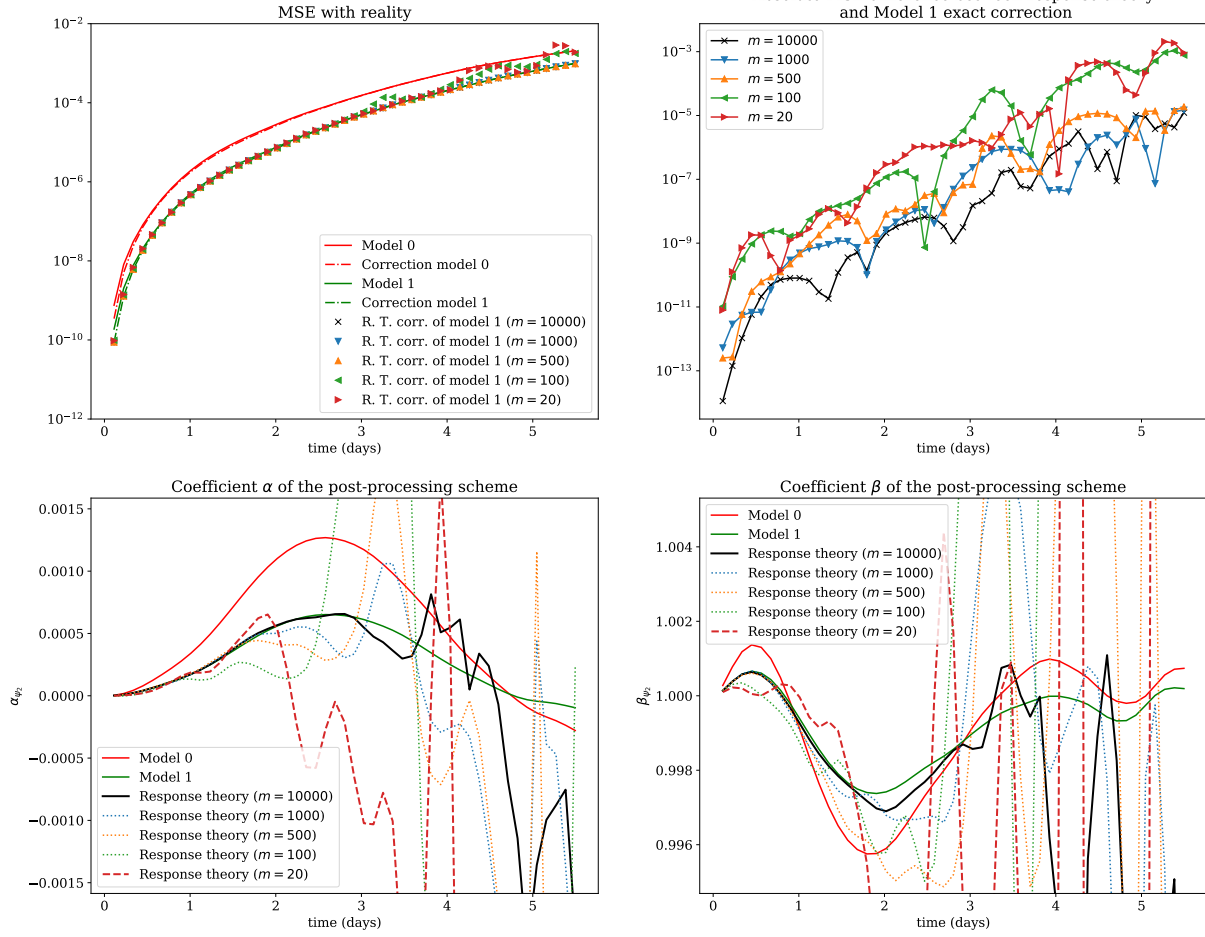 MSE with reality
10⁻²
10⁻⁴
10⁻⁶
10⁻⁸
10⁻¹⁰
10⁻¹²
Model 0
Correction model 0
Model 1
Correction model 1
R. T. corr. of model 1 (m = 10000)
R. T. corr. of model 1 (m = 1000)
R. T. corr. of model 1 (m = 500)
R. T. corr. of model 1 (m = 100)
R. T. corr. of model 1 (m = 20)
0 1 2 3 4 5
time (days)
and Model 1 exact correction
10⁻³
10⁻⁵
10⁻⁷
10⁻⁹
10⁻¹¹
10⁻¹³
m = 10000
m = 1000
m = 500
m = 100
m = 20
0 1 2 3 4 5
time (days)
Coefficient α of the post-processing scheme
0.0015
0.0010
0.0005
0.0000
−0.0005
−0.0010
−0.0015
α_ψ₂
Model 0
Model 1
Response theory (m = 10000)
Response theory (m = 1000)
Response theory (m = 500)
Response theory (m = 100)
Response theory (m = 20)
0 1 2 3 4 5
time (days)
Coefficient β of the post-processing scheme
1.004
1.002
1.000
0.998
0.996
β_ψ₂
Model 0
Model 1
Response theory (m = 10000)
Response theory (m = 1000)
Response theory (m = 500)
Response theory (m = 100)
Response theory (m = 20)
0 1 2 3 4 5
time (days)